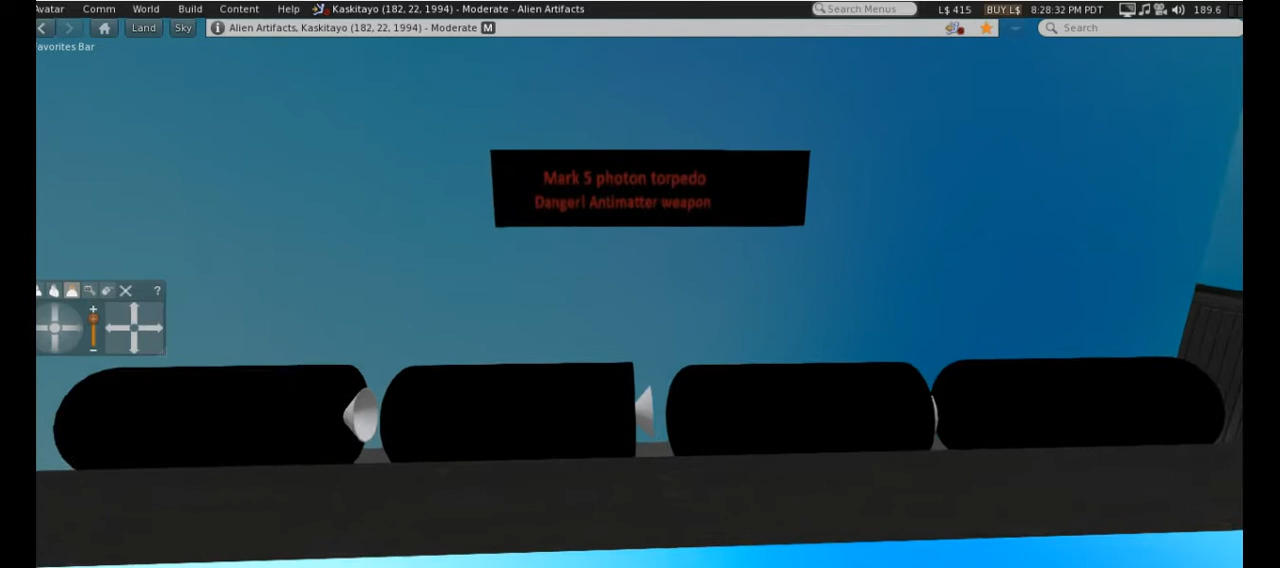 Avatar Comm World Build Content Help Kaskitayo (182, 22, 1994) - Moderate - Alien Artifacts Search Menus L$ 415 BUY L$ 8:28:32 PM PDT 189.6
Land Sky Alien Artifacts, Kaskitayo (182, 22, 1994) - Moderate M Search
avorites Bar
Mark 5 photon torpedo
Danger! Antimatter weapon
?